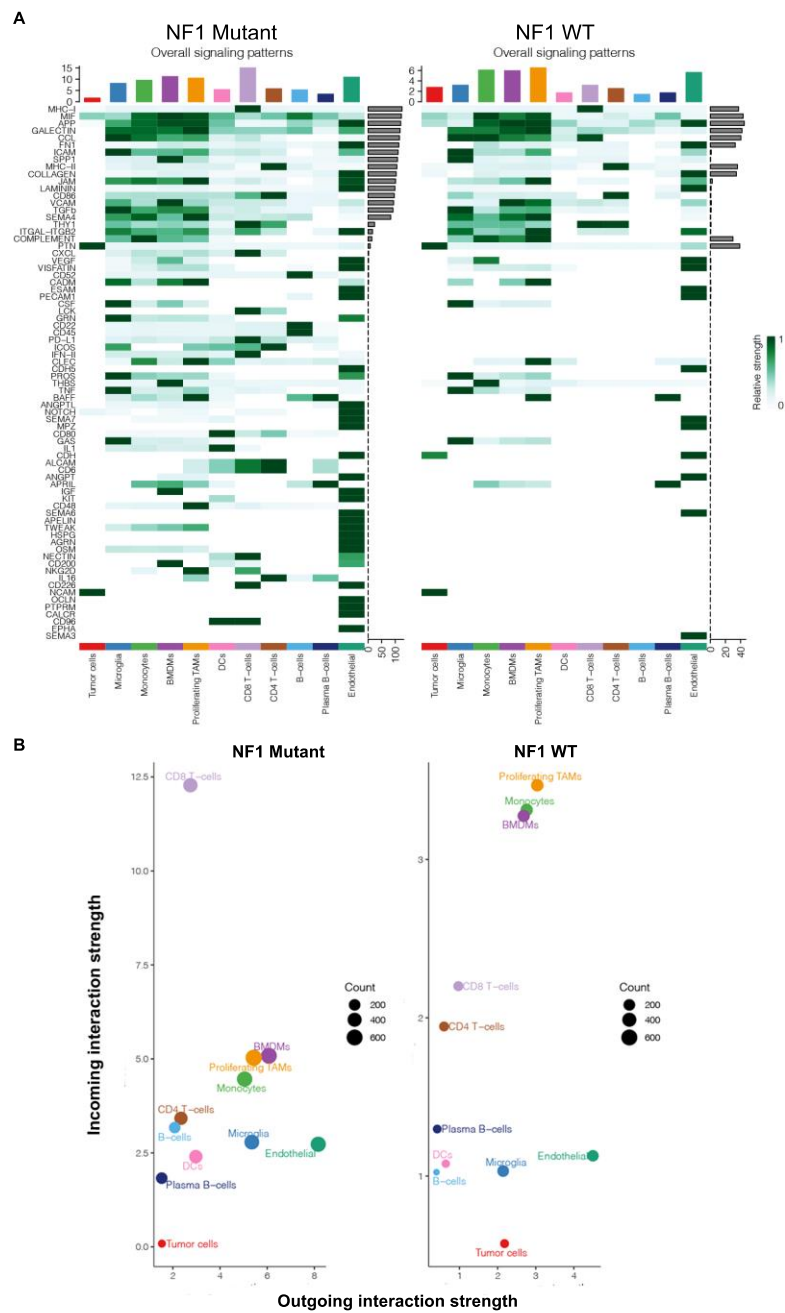 A
NF1 Mutant
NF1 WT
Overall signaling patterns
Overall signaling patterns
15
10
5
0
6
4
2
0
MHC-I
MIF
APP
GALECTIN
CCL
FN1
ICAM
SPP1
MHC-II
COLLAGEN
JAM
LAMININ
CD86
VCAM
TGFb
SEMA4
THY1
ITGAL-ITGB2
COMPLEMENT
PTN
CXCL
VEGF
VISFATIN
CD52
CADM
ESAM
PECAM1
CSF
LCK
GRN
CD22
CD45
PD-L1
ICOS
IFN-II
CLEC
CDH5
PROS
THBS
TNF
BAFF
ANGPTL
NOTCH
SEMA7
MPZ
CD80
GAS
IL1
CDH
ALCAM
CD6
ANGPT
APRIL
IGF
KIT
CD48
SEMA6
APELIN
TWEAK
HSPG
AGRN
OSM
NECTIN
CD200
NKG2D
IL16
CD226
NCAM
OCLN
PTPRM
CALCR
CD96
EPHA
SEMA3
Relative strength
1
0
Tumor cells
Microglia
Monocytes
BMDMs
Proliferating TAMs
DCs
CD8 T-cells
CD4 T-cells
B-cells
Plasma B-cells
Endothelial
0
50
100
Tumor cells
Microglia
Monocytes
BMDMs
Proliferating TAMs
DCs
CD8 T-cells
CD4 T-cells
B-cells
Plasma B-cells
Endothelial
0
20
40
B
NF1 Mutant
NF1 WT
Incoming interaction strength
12.5
10.0
7.5
5.0
2.5
0.0
CD8 T-cells
BMDMs
Proliferating TAMs
Monocytes
CD4 T-cells
B-cells
Microglia
Endothelial
DCs
Plasma B-cells
Tumor cells
2
4
6
8
Count
200
400
600
3
2
1
Proliferating TAMs
Monocytes
BMDMs
CD8 T-cells
CD4 T-cells
Plasma B-cells
DCs
Microglia
Endothelial
B-cells
Tumor cells
1
2
3
4
Count
200
400
600
Outgoing interaction strength